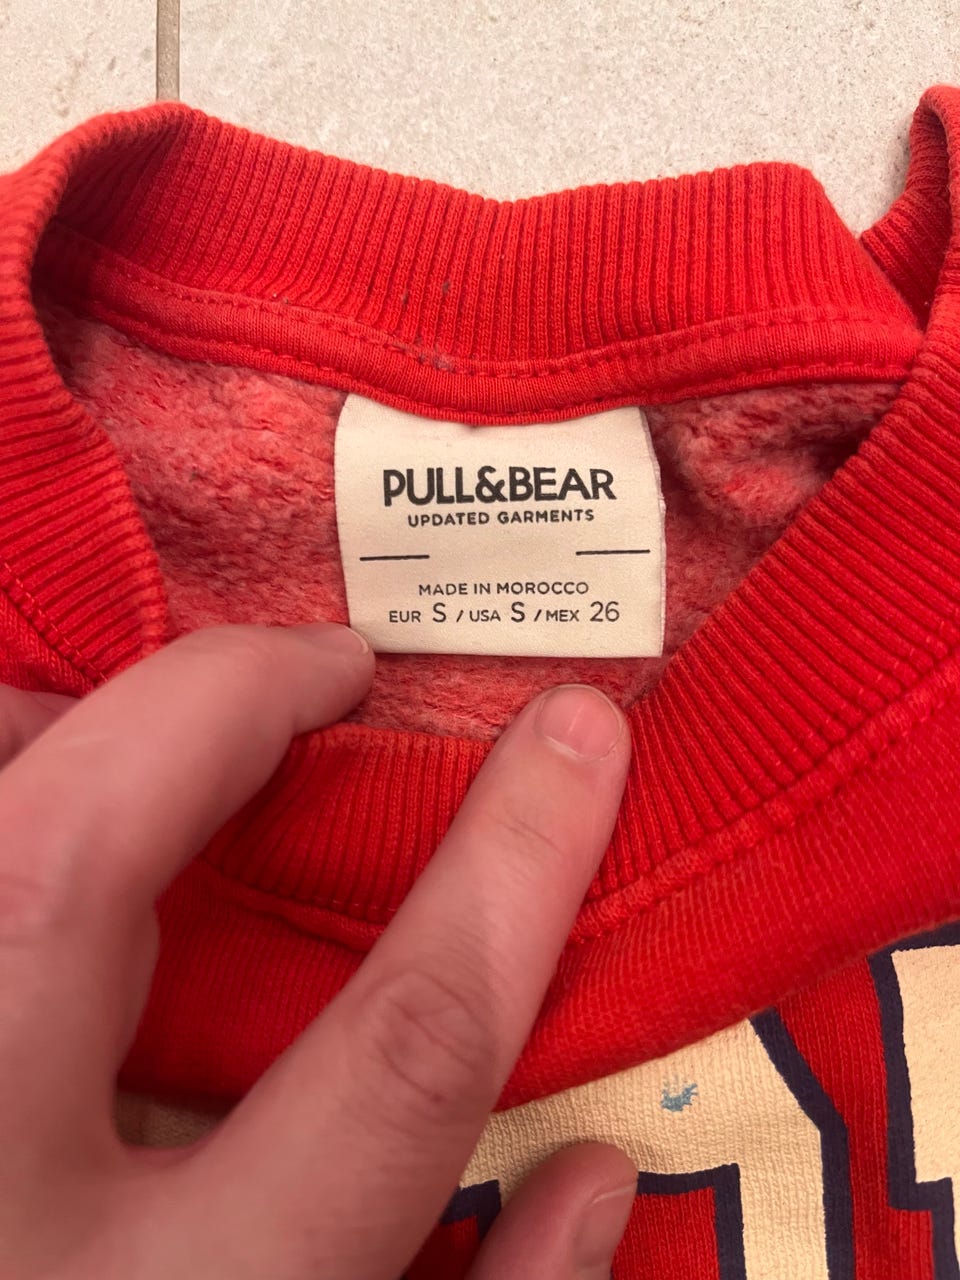 PULL&BEAR
UPDATED GARMENTS
MADE IN MOROCCO
EUR S / USA S / MEX 26